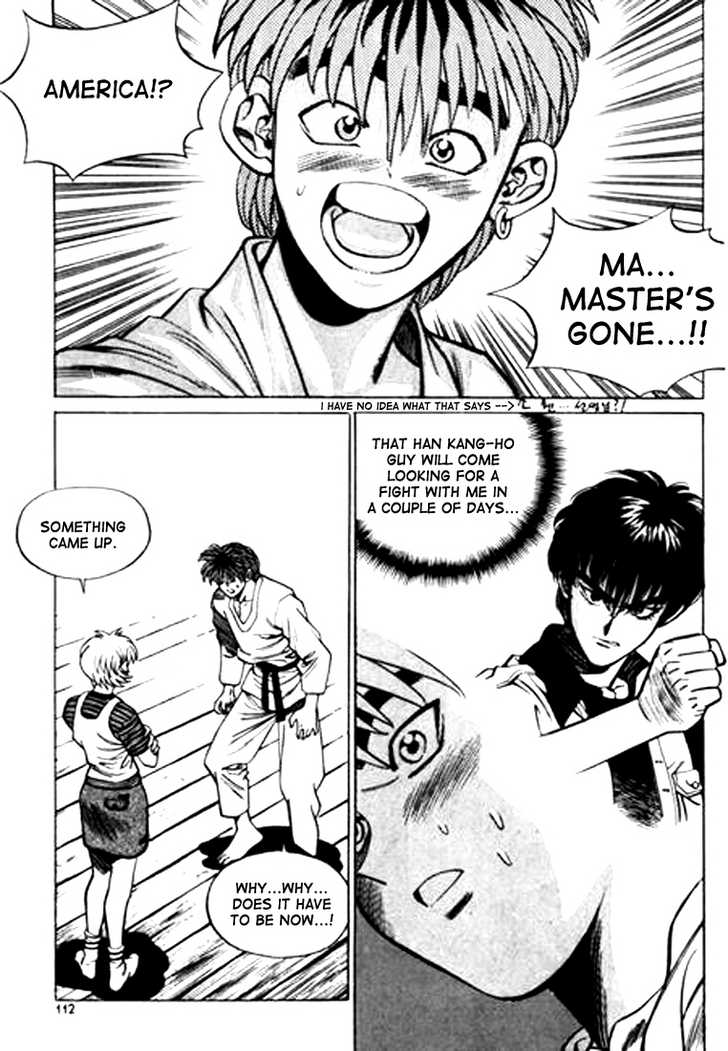 AMERICA!?
MA...
MASTER'S
GONE...!!
I HAVE NO IDEA WHAT THAT SAYS -->
SOMETHING
CAME UP.
WHY...WHY...
DOES IT HAVE
TO BE NOW...!
THAT HAN KANG-HO
GUY WILL COME
LOOKING FOR A
FIGHT WITH ME IN
A COUPLE OF DAYS...
112